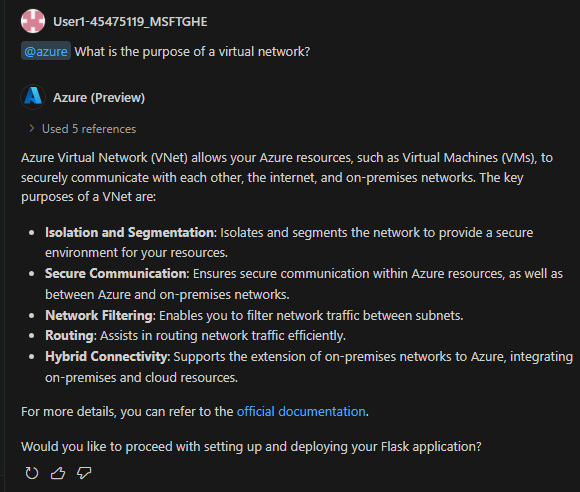 User1-45475119_MSFTGHE
@azure What is the purpose of a virtual network?
Azure (Preview)
Used 5 references
Azure Virtual Network (VNet) allows your Azure resources, such as Virtual Machines (VMs), to
securely communicate with each other, the internet, and on-premises networks. The key
purposes of a VNet are:
• Isolation and Segmentation: Isolates and segments the network to provide a secure
environment for your resources.
• Secure Communication: Ensures secure communication within Azure resources, as well as
between Azure and on-premises networks.
• Network Filtering: Enables you to filter network traffic between subnets.
• Routing: Assists in routing network traffic efficiently.
• Hybrid Connectivity: Supports the extension of on-premises networks to Azure, integrating
on-premises and cloud resources.
For more details, you can refer to the official documentation.
Would you like to proceed with setting up and deploying your Flask application?